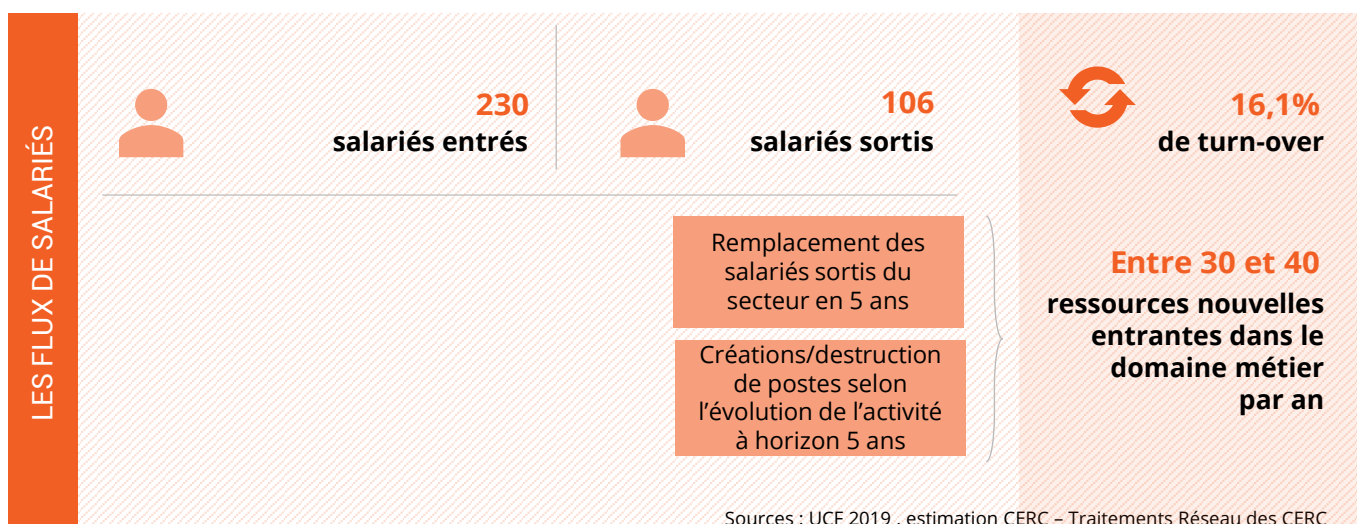 LES FLUX DE SALARIÉS
230
salariés entrés
106
salariés sortis
16,1%
de turn-over
Remplacement des
salariés sortis du
secteur en 5 ans
Créations/destruction
de postes selon
l’évolution de l’activité
à horizon 5 ans
Entre 30 et 40
ressources nouvelles
entrantes dans le
domaine métier
par an
Sources : UCF 2019 , estimation CERC – Traitements Réseau des CERC